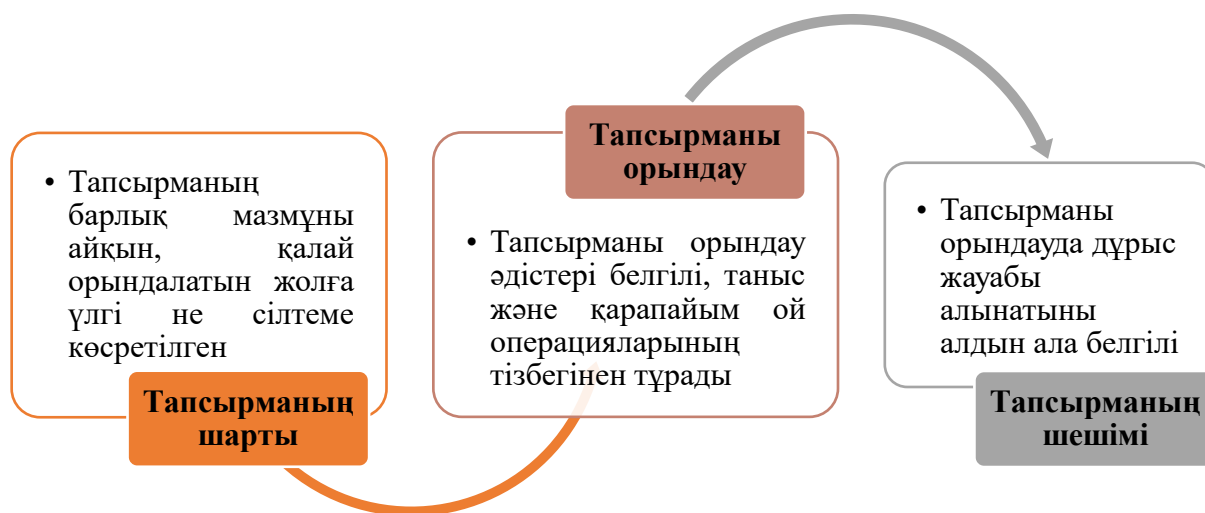 • Тапсырманың
барлық мазмұны
айқын, қалай
орындалатын жолға
үлгі не сілтеме
көсретілген
Тапсырманың
шарты
Тапсырманы
орындау
• Тапсырманы орындау
әдістері белгілі, таныс
және қарапайым ой
операцияларының
тізбегінен тұрады
• Тапсырманы
орындауда дұрыс
жауабы
алынатыны
алдын ала белгілі
Тапсырманың
шешімі